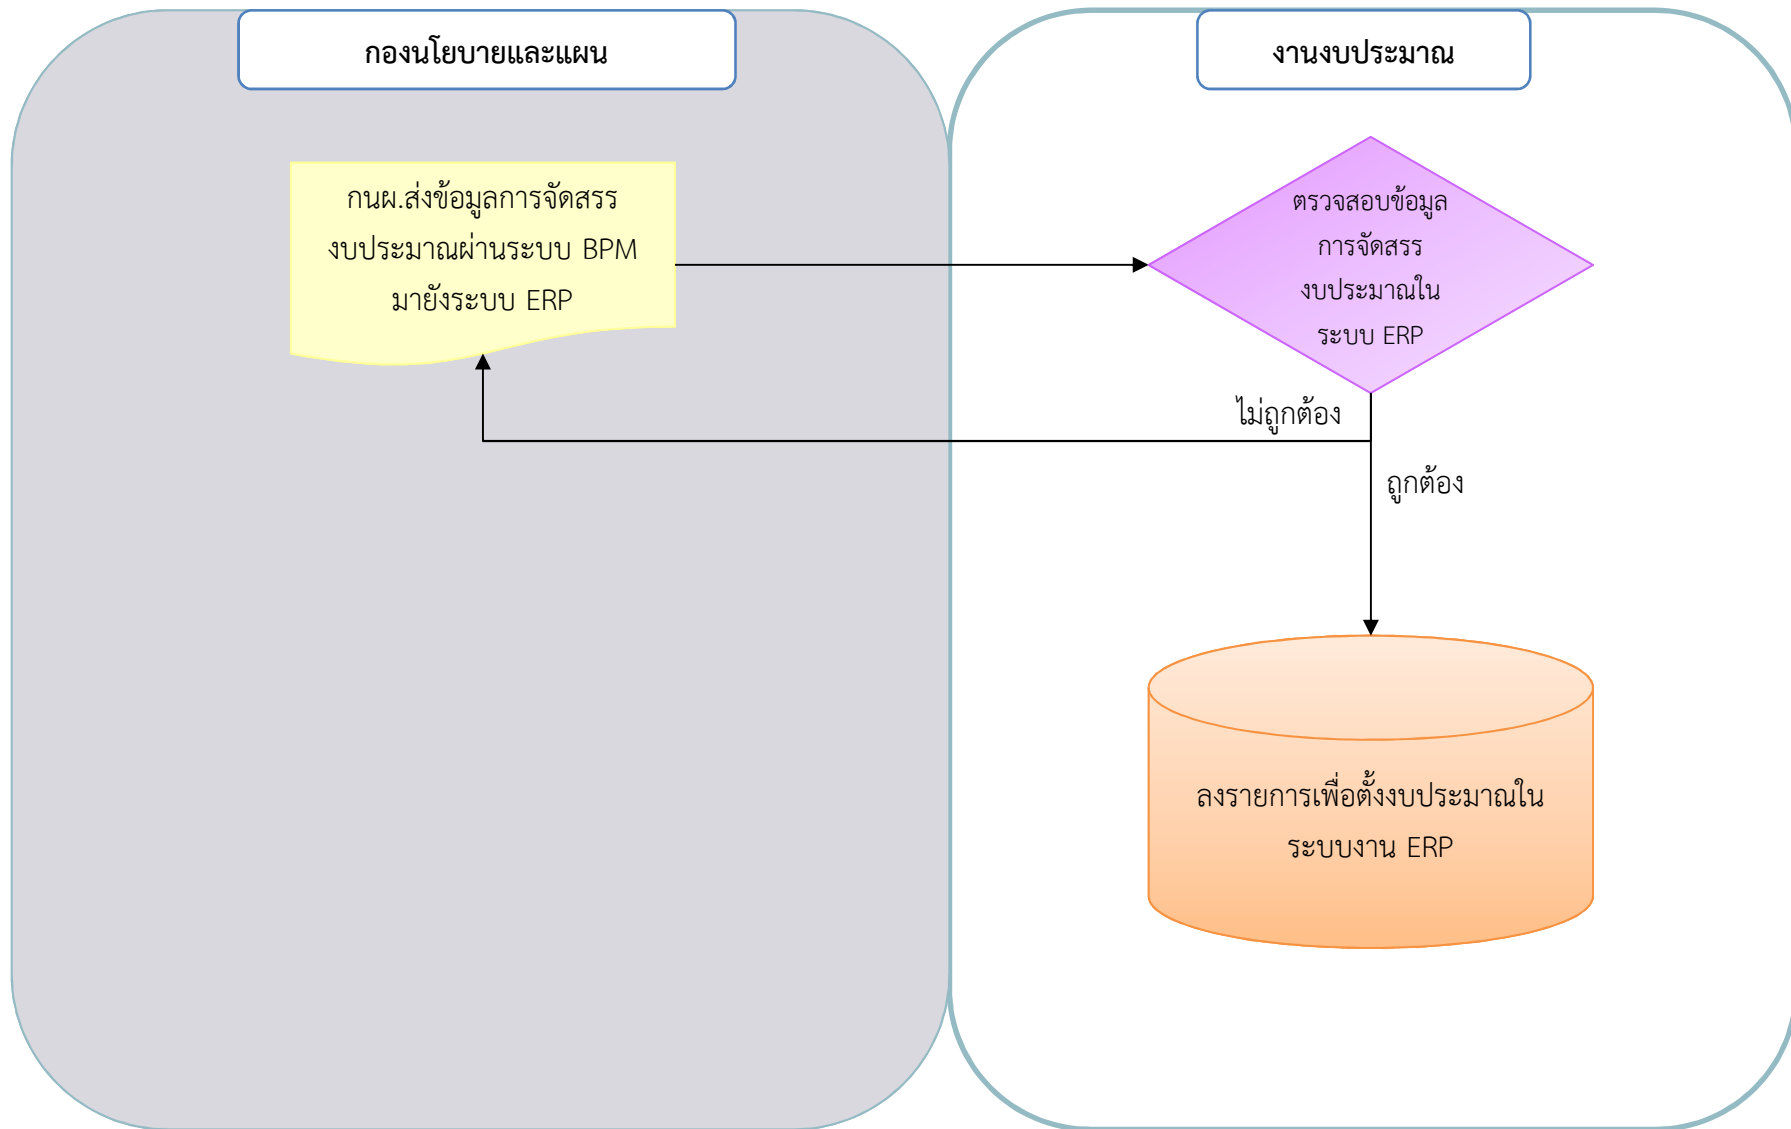 กองนโยบายและแผน
งานงบประมาณ
กนผ.ส่งข้อมูลการจัดสรร
งบประมาณผ่านระบบ BPM
มายังระบบ ERP
ตรวจสอบข้อมูล
การจัดสรร
งบประมาณใน
ระบบ ERP
ไม่ถูกต้อง
ถูกต้อง
ลงรายการเพื่อตั้งงบประมาณใน
ระบบงาน ERP